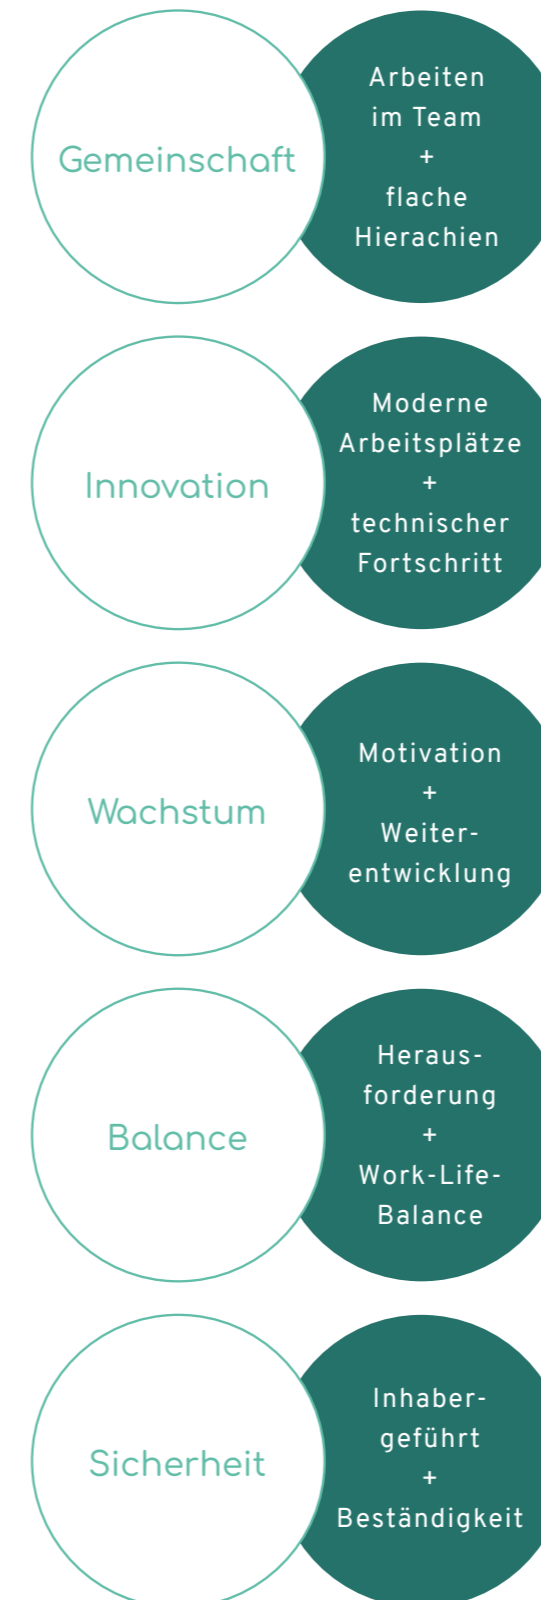 Gemeinschaft
Arbeiten
im Team
+
flache
Hierachien
Innovation
Moderne
Arbeitsplätze
+
technischer
Fortschritt
Wachstum
Motivation
+
Weiter-
entwicklung
Balance
Heraus-
forderung
+
Work-Life-
Balance
Sicherheit
Inhaber-
geführt
+
Beständigkeit